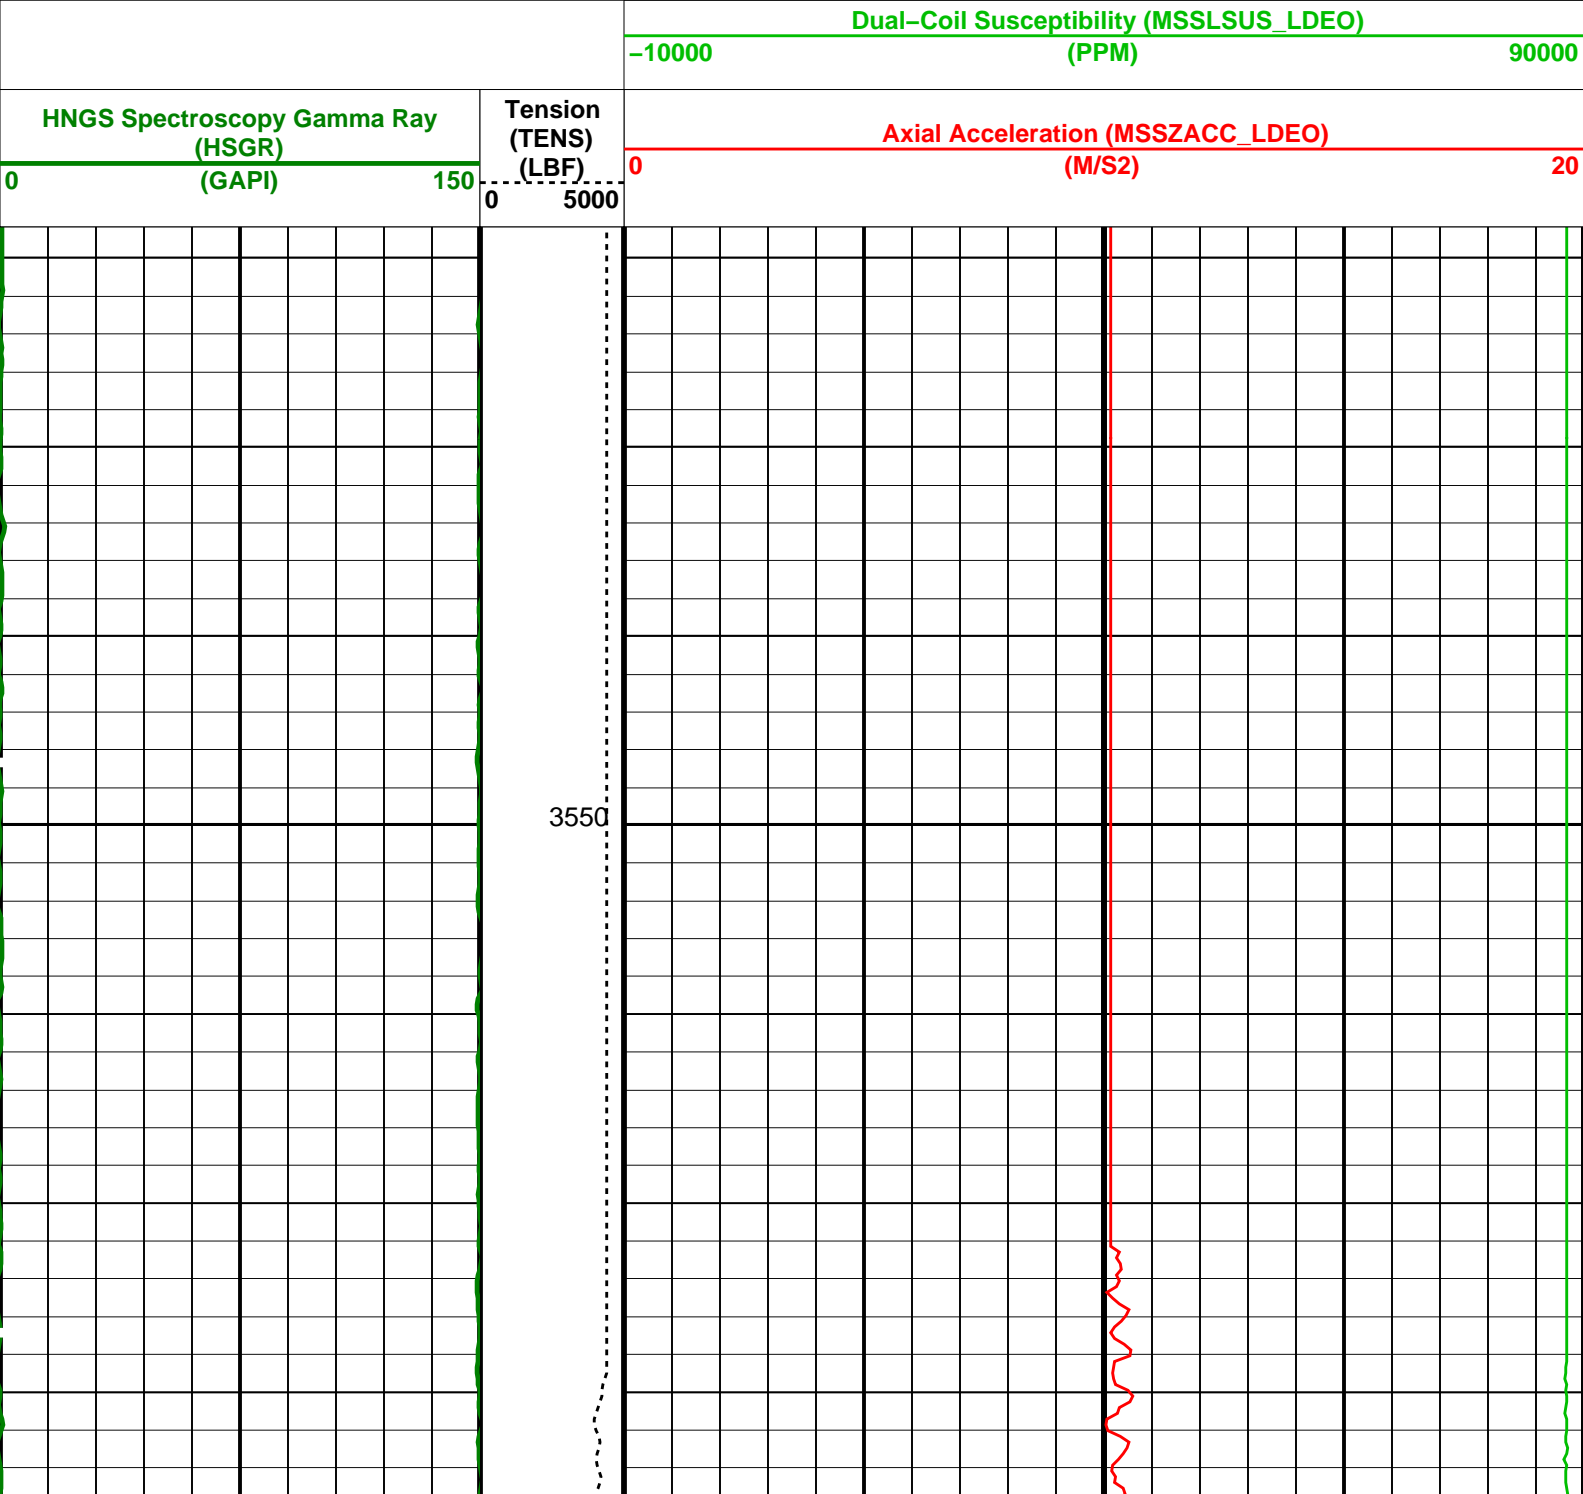 Dual−Coil Susceptibility (MSSLSUS_LDEO)
−10000 (PPM) 90000
HNGS Spectroscopy Gamma Ray
(HSGR)
0 (GAPI) 150
Tension
(TENS)
(LBF)
0 5000
Axial Acceleration (MSSZACC_LDEO)
0 (M/S2) 20
3550